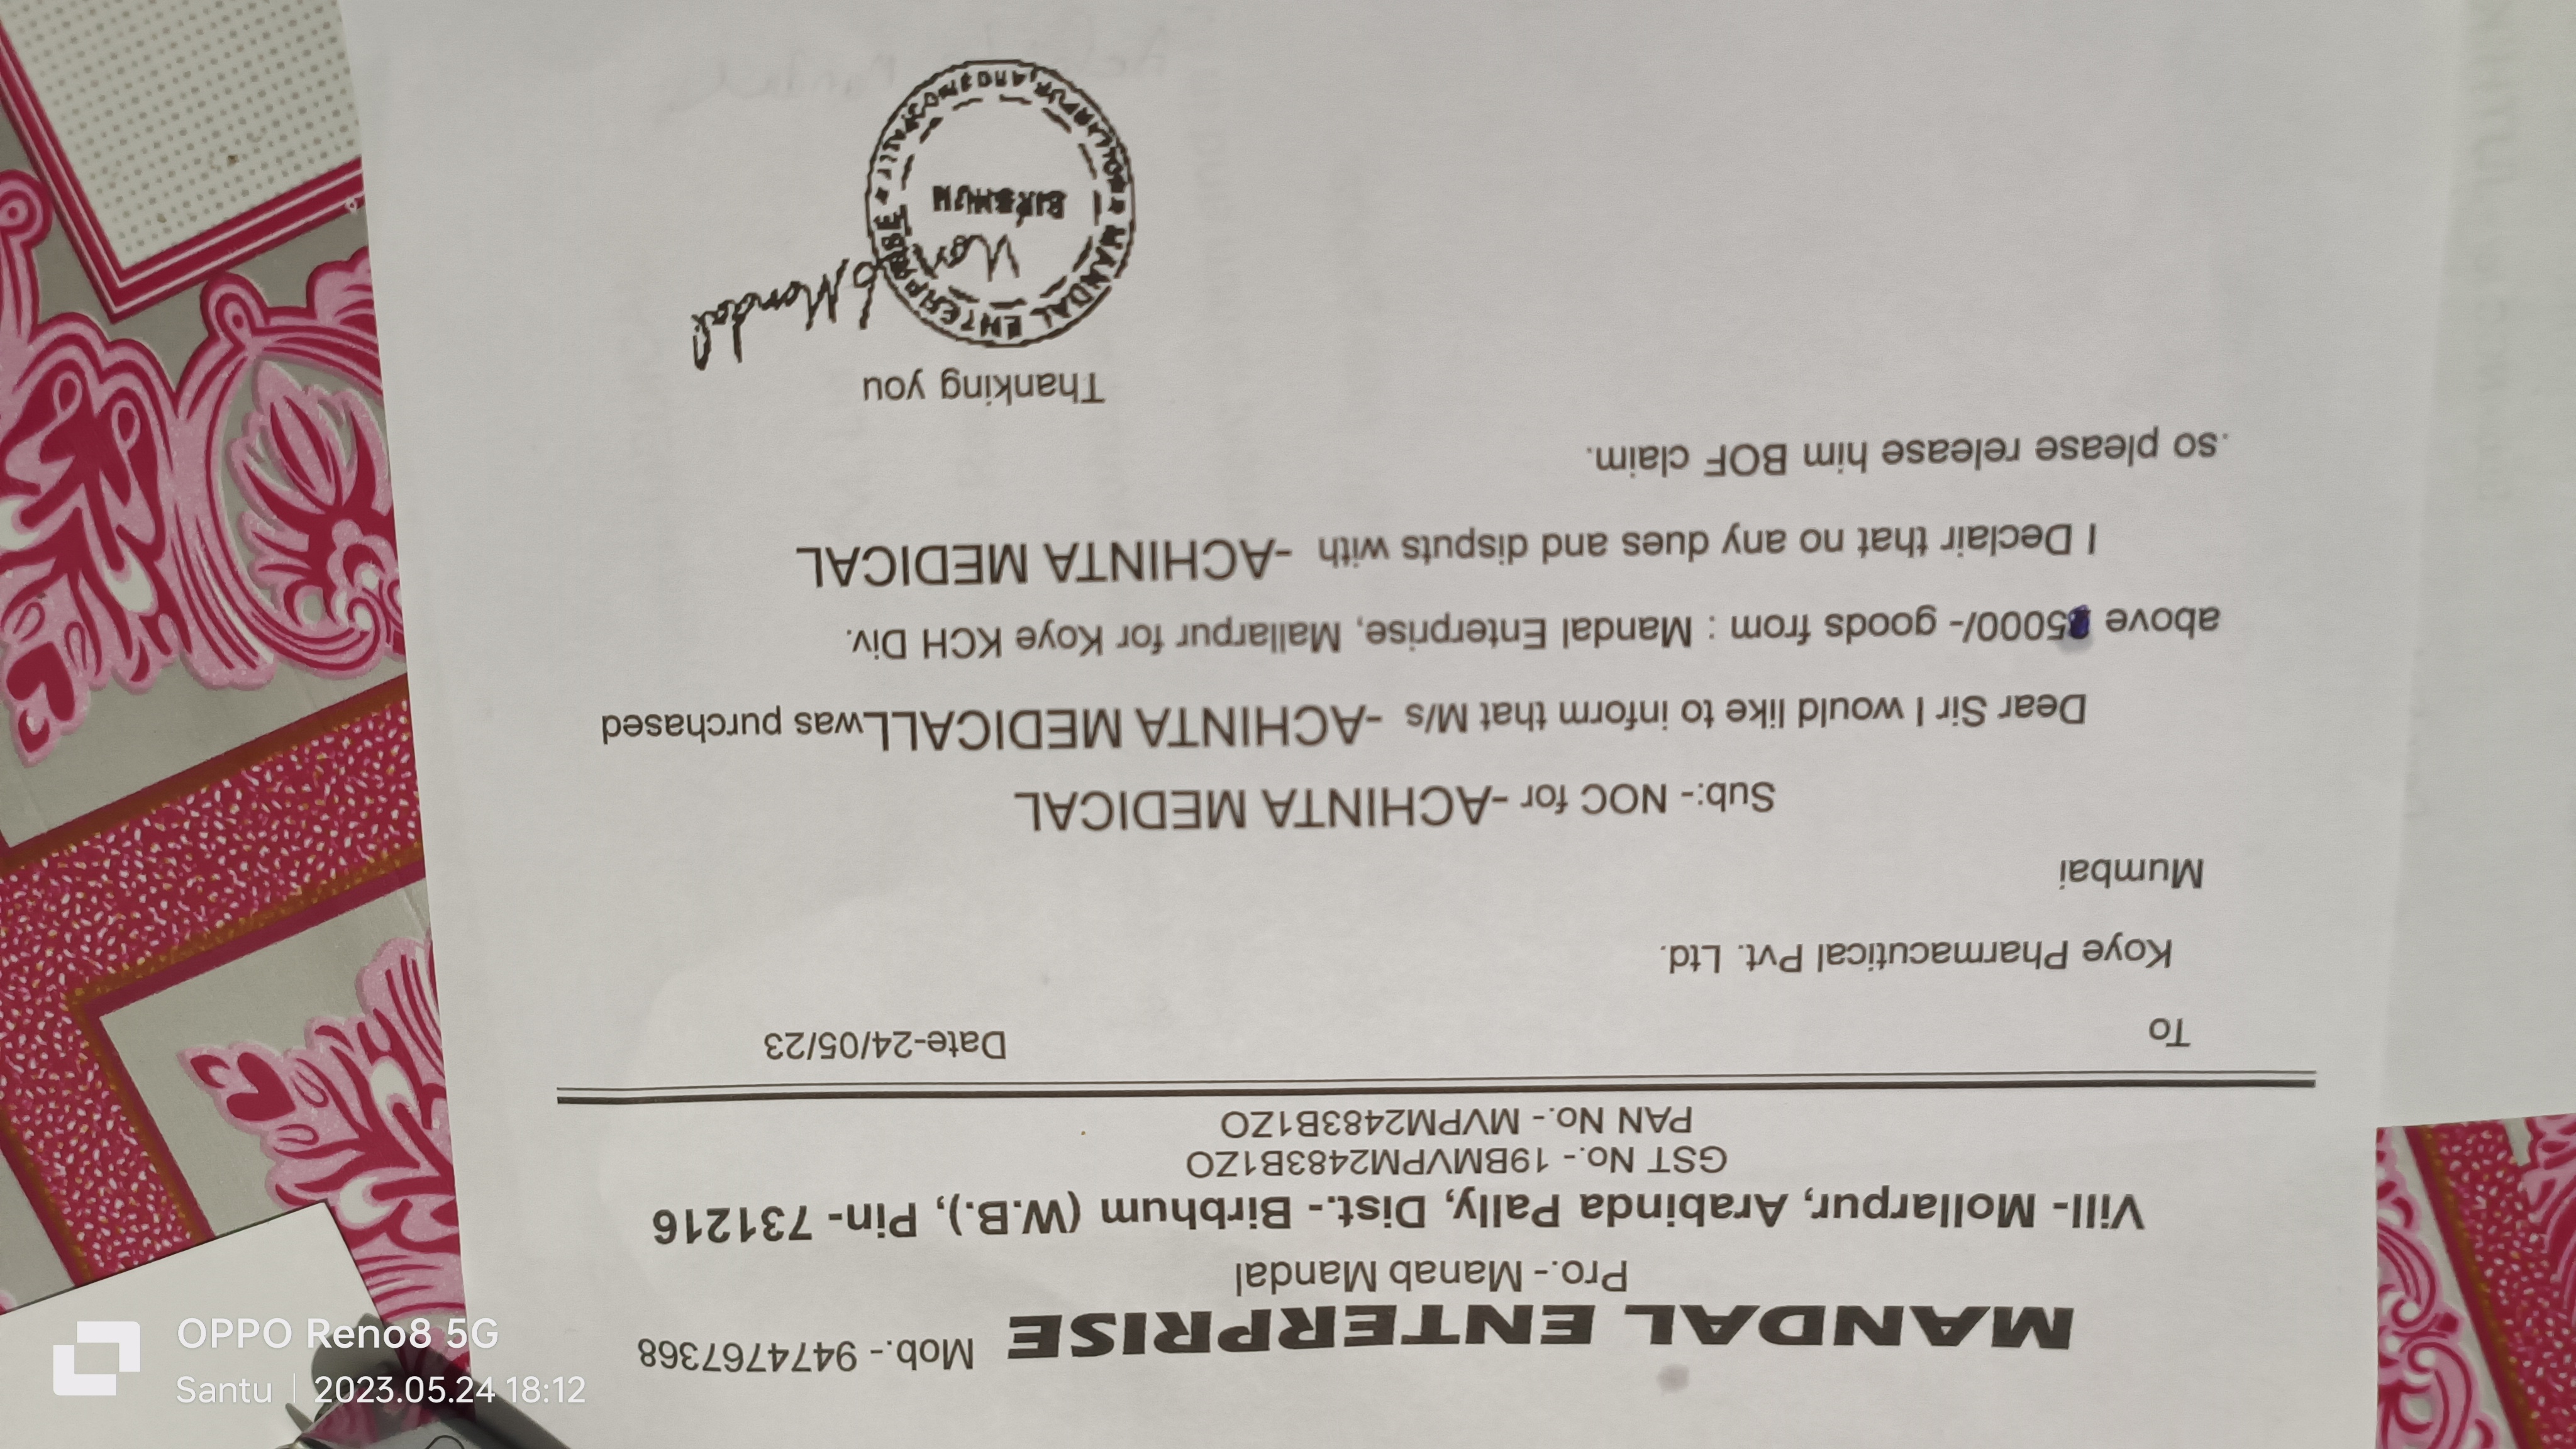 MANDAL ENTERPRISE Mob.- 9474767368
Pro.- Manab Mandal
Vill- Mollarpur, Arabinda Pally, Dist.- Birbhum (W.B.), Pin- 731216
GST No.- 19BMVPM2483B1ZO
PAN No.- MVPM2483B1ZO
To Date-24/05/23
Koye Pharmacutical Pvt. Ltd.
Mumbai
Sub:- NOC for -ACHINTA MEDICAL
Dear Sir I would like to inform that M/s -ACHINTA MEDICALLwas purchased
above 5000/- goods from : Mandal Enterprise, Mallarpur for Koye KCH Div.
I Declair that no any dues and disputs with -ACHINTA MEDICAL
.so please release him BOF claim.
Thanking you
Mondal
MANDAL ENTERPRISE
BIRBHUM
OPPO Reno8 5G
Santu | 2023.05.24 18:12